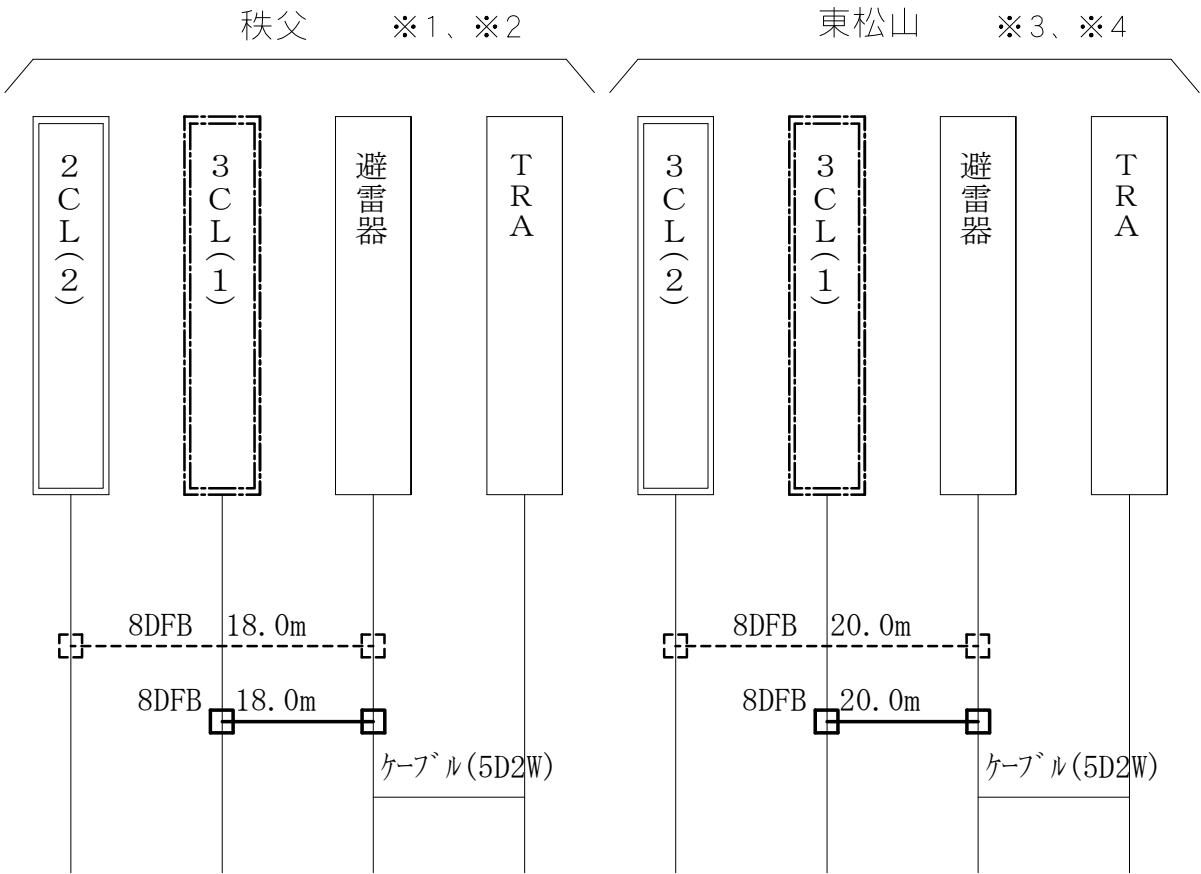 秩父 ※1、※2
東松山 ※3、※4
2CL(2)
3CL(1)
避雷器
TRA
3CL(2)
3CL(1)
避雷器
TRA
8DFB 18.0m
8DFB 20.0m
8DFB 18.0m
8DFB 20.0m
ケーブル(5D2W)
ケーブル(5D2W)